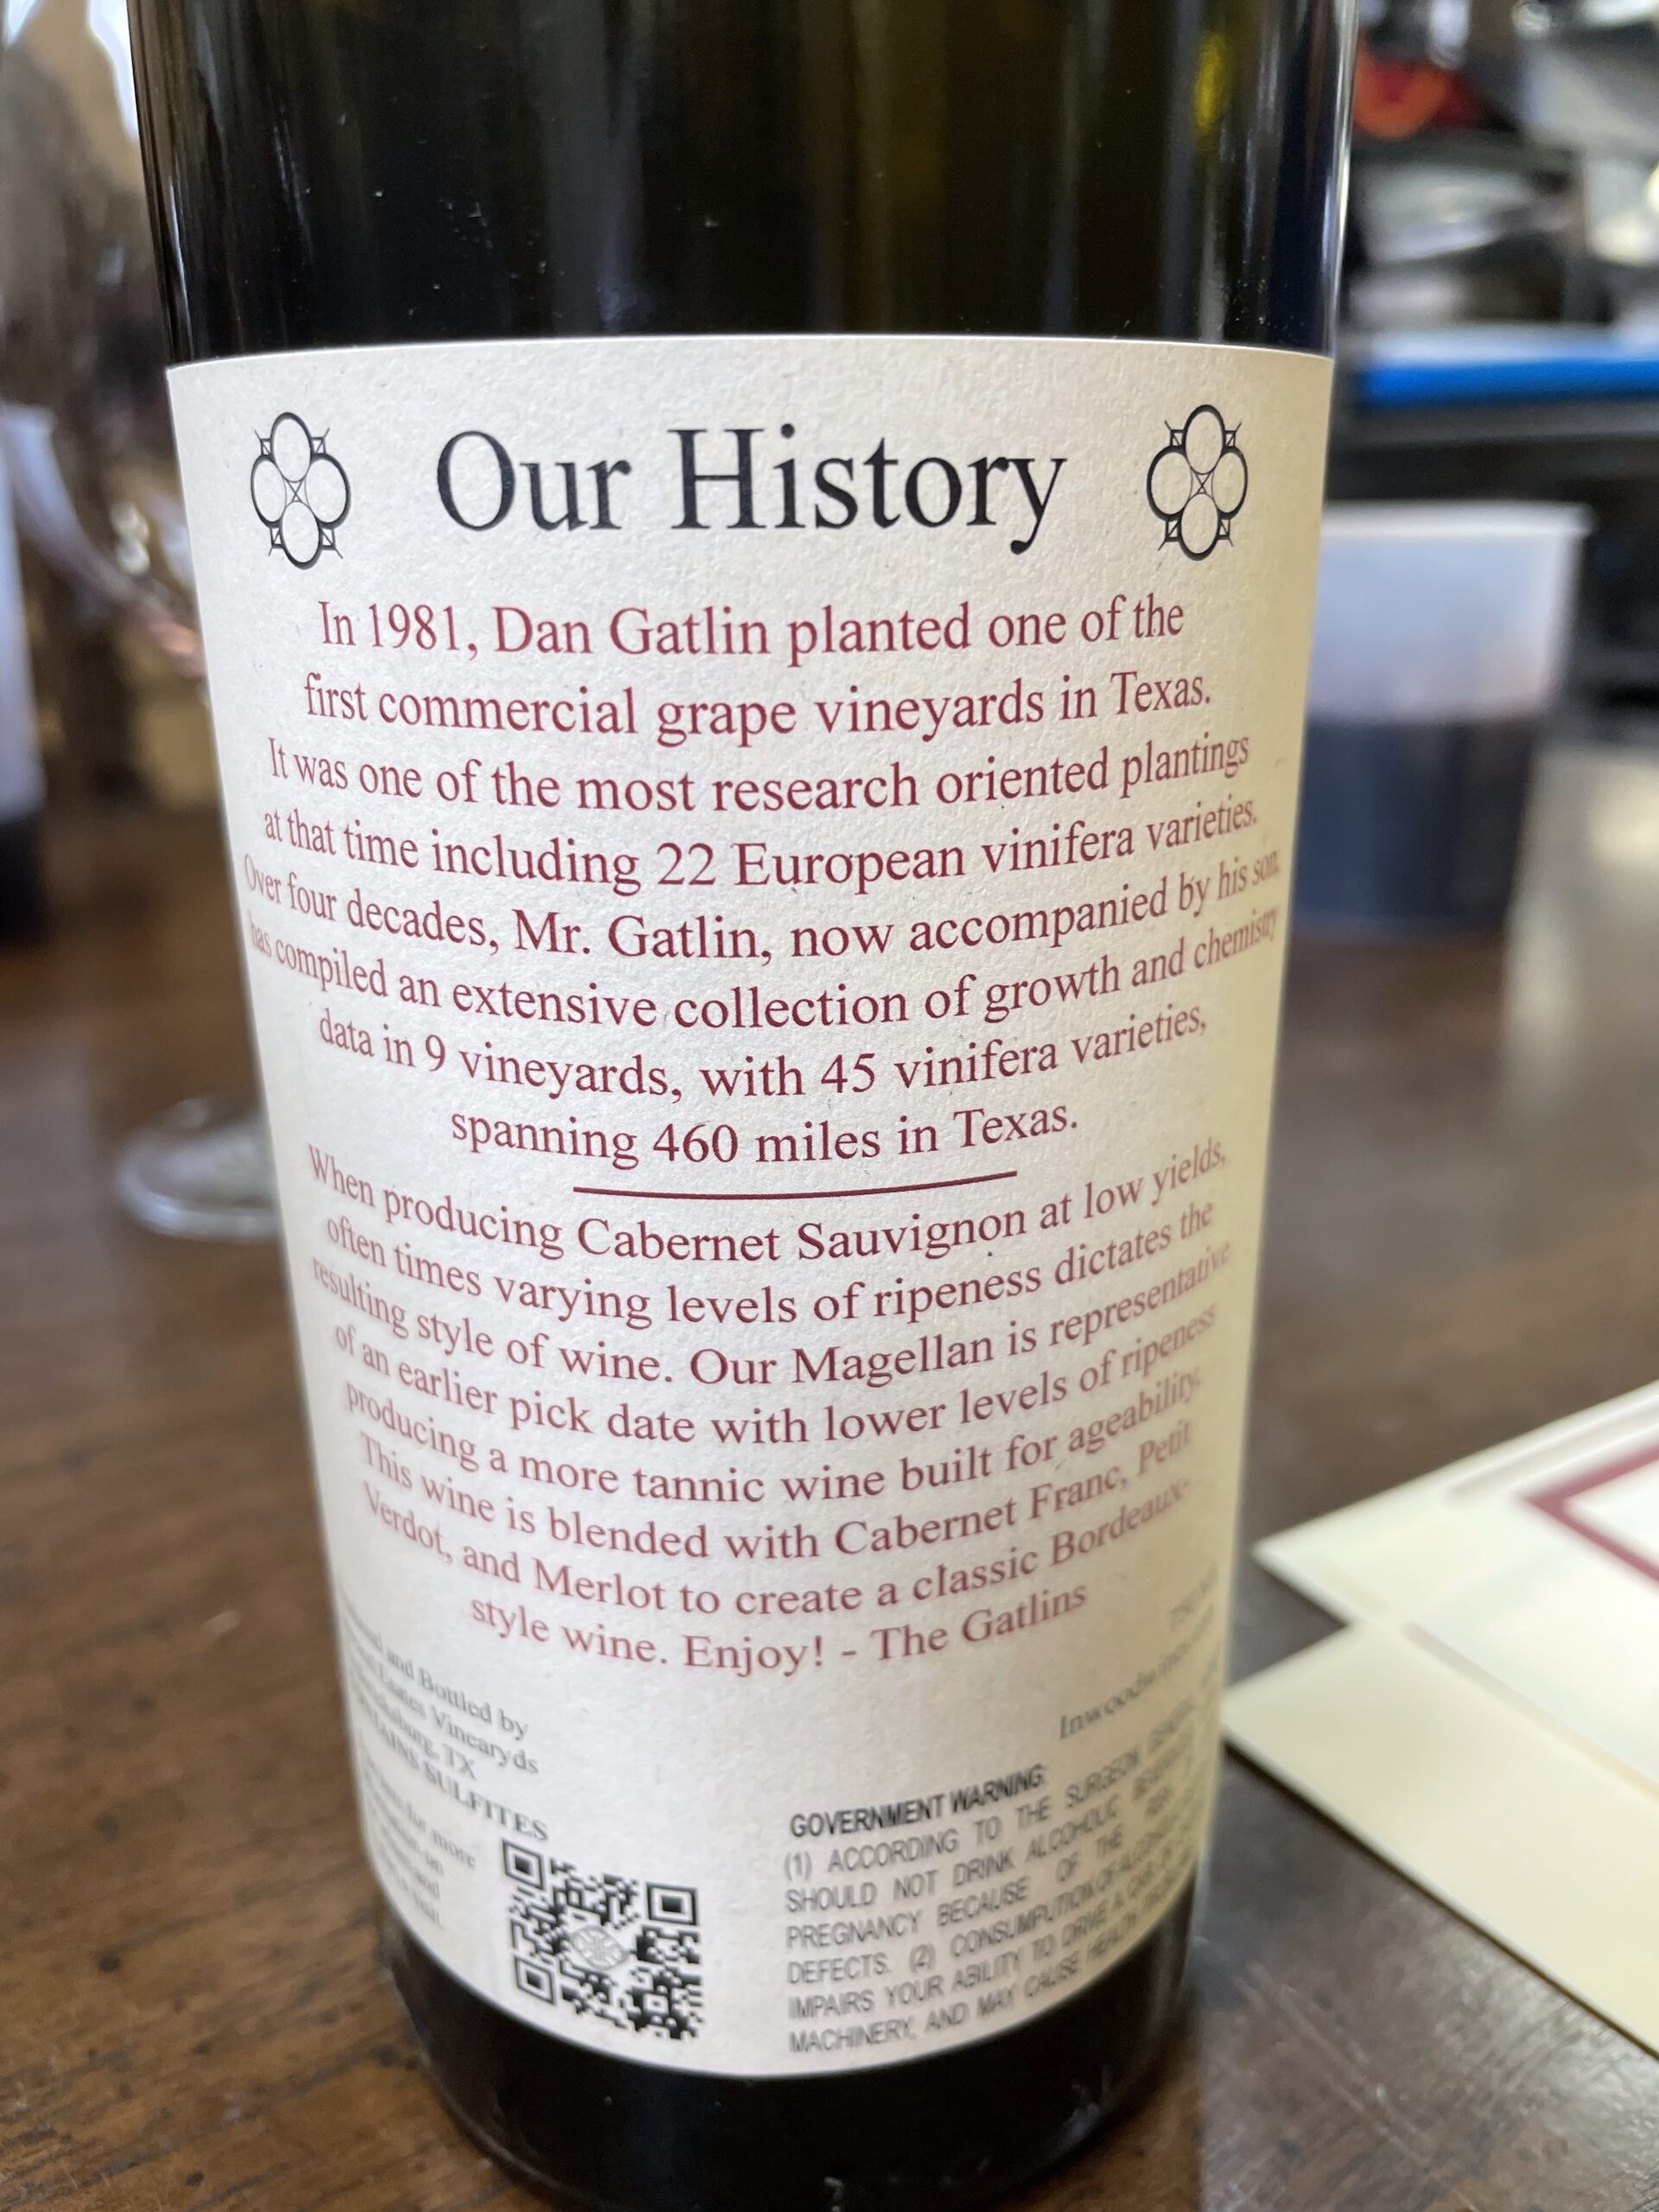 Our History
In 1981, Dan Gatlin planted one of the
first commercial grape vineyards in Texas.
It was one of the most research oriented plantings
at that time including 22 European vinifera varieties.
Over four decades, Mr. Gatlin, now accompanied by his son,
has compiled an extensive collection of growth and chemistry
data in 9 vineyards, with 45 vinifera varieties,
spanning 460 miles in Texas.
When producing Cabernet Sauvignon at low yields,
often times varying levels of ripeness dictates the
resulting style of wine. Our Magellan is representative
of an earlier pick date with lower levels of ripeness
producing a more tannic wine built for ageability.
This wine is blended with Cabernet Franc, Petit
Verdot, and Merlot to create a classic Bordeaux-
style wine. Enjoy! - The Gatlins
and Bottled by
Vinearyds
TX
SULFITES
for more
GOVERNMENT WARNING:
(1) ACCORDING TO THE SURGEON
SHOULD NOT DRINK ALCOHOLIC
PREGNANCY BECAUSE OF THE
DEFECTS. (2)
IMPAIRS YOUR ABILITY TO DRIVE A
MACHINERY, AND MAY CAUSE HEALTH